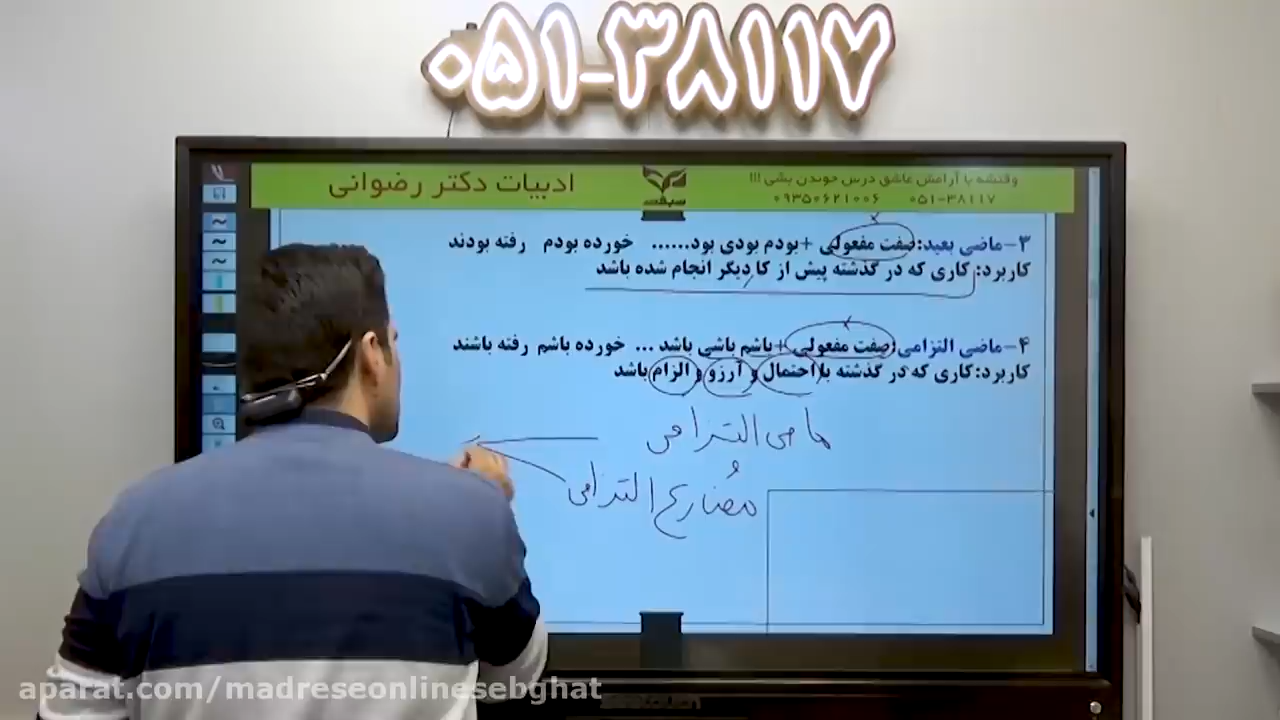 ۰۵۱-۳۸۱۱۷
وقتشه با آرامش عاشق درس خوندن بشی !!!
۰۵۱-۳۸۱۱۷ ۰۹۳۵۰۶۲۱۰۰۶
سبقت
ادبیات دکتر رضوانی
۳-ماضی بعید:صفت مفعولی +بودم بودی بود...... خورده بودم رفته بودند
کاربرد: کاری که در گذشته پیش از کار دیگر انجام شده باشد
۴-ماضی التزامی:صفت مفعولی +باشم باشی باشد ... خورده باشم رفته باشند
کاربرد:کاری که در گذشته با احتمال و آرزو و الزام باشد
ماضی التزامی
مضارع التزامی
aparat.com/madreseonlinesebghat